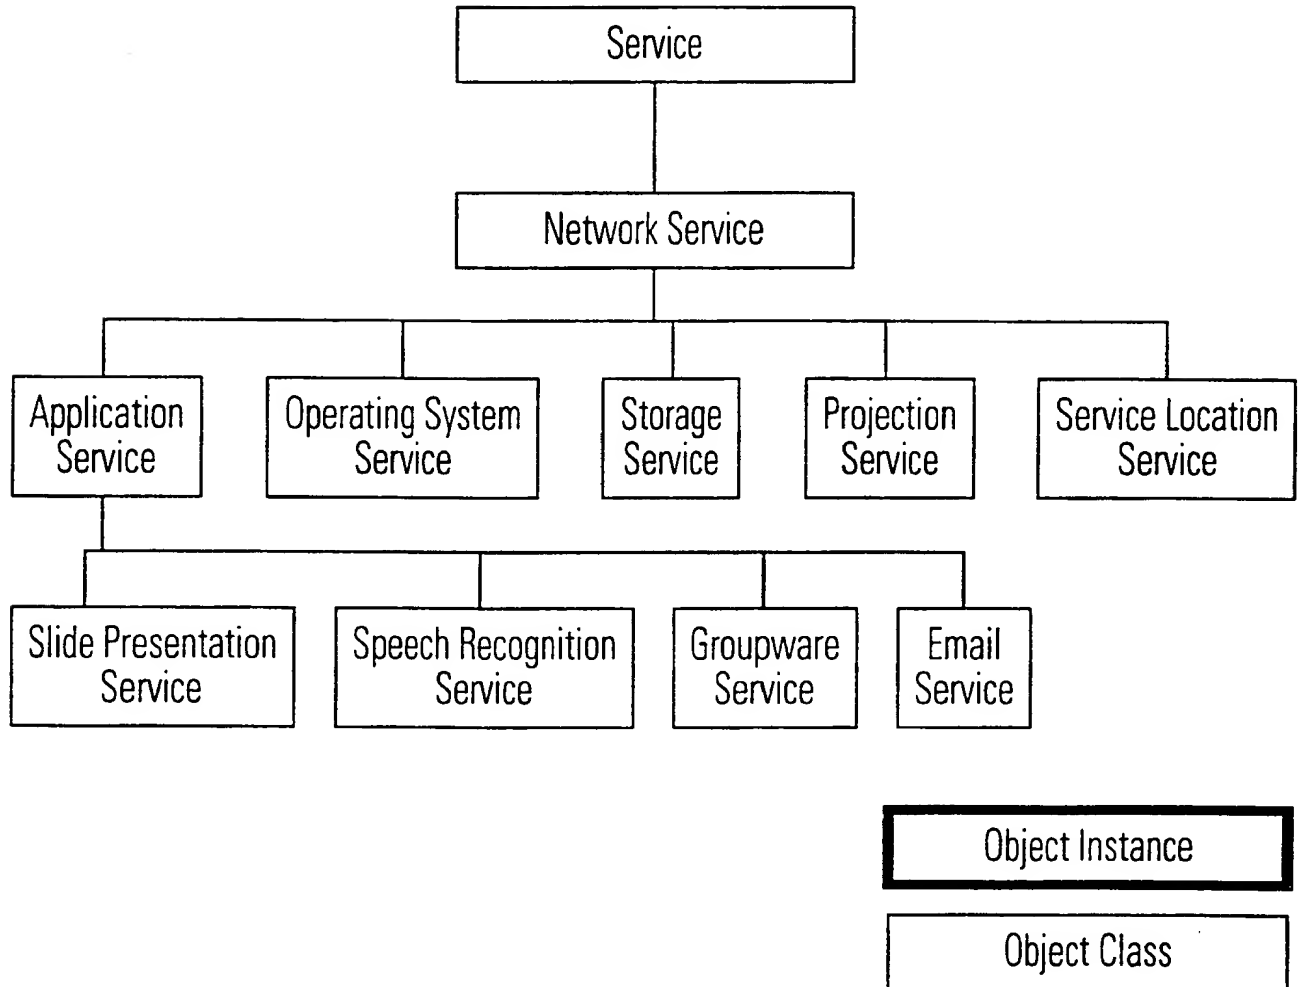 Service
Network Service
Application
Service
Operating System
Service
Storage
Service
Projection
Service
Service Location
Service
Slide Presentation
Service
Speech Recognition
Service
Groupware
Service
Email
Service
Object Instance
Object Class